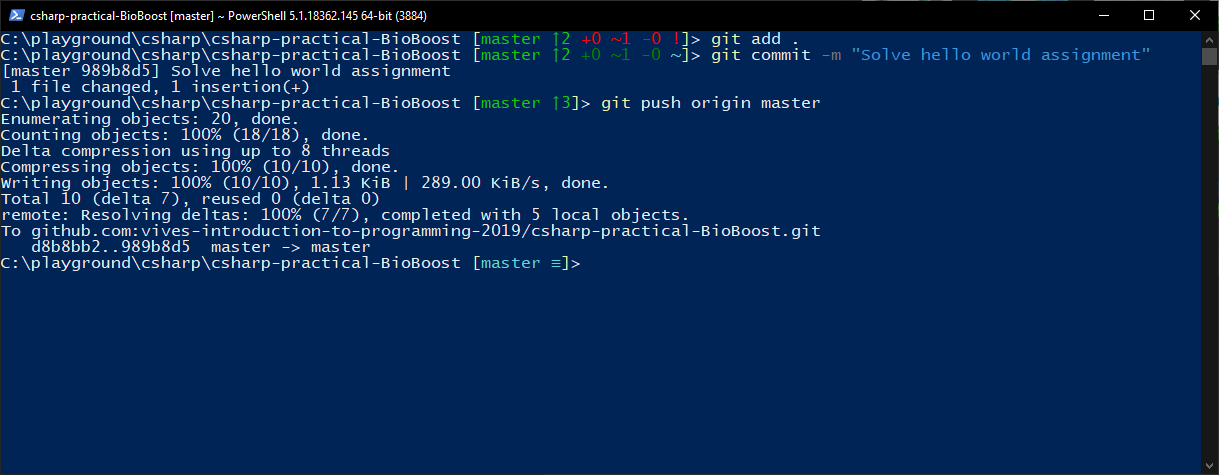 csharp-practical-BioBoost [master] ~ PowerShell 5.1.18362.145 64-bit (3884)
C:\playground\csharp\csharp-practical-BioBoost [master ↑2 +0 ~1 -0 !]> git add .
C:\playground\csharp\csharp-practical-BioBoost [master ↑2 +0 ~1 -0 ~]> git commit -m "Solve hello world assignment"
[master 989b8d5] Solve hello world assignment
 1 file changed, 1 insertion(+)
C:\playground\csharp\csharp-practical-BioBoost [master ↑3]> git push origin master
Enumerating objects: 20, done.
Counting objects: 100% (18/18), done.
Delta compression using up to 8 threads
Compressing objects: 100% (10/10), done.
Writing objects: 100% (10/10), 1.13 KiB | 289.00 KiB/s, done.
Total 10 (delta 7), reused 0 (delta 0)
remote: Resolving deltas: 100% (7/7), completed with 5 local objects.
To github.com:vives-introduction-to-programming-2019/csharp-practical-BioBoost.git
   d8b8bb2..989b8d5  master -> master
C:\playground\csharp\csharp-practical-BioBoost [master ≡]>